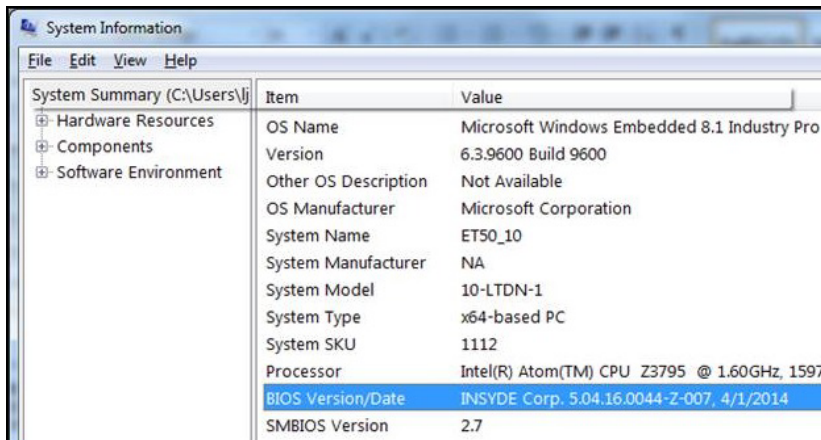 System Information
File Edit View Help
System Summary (C:\Users\lj
Hardware Resources
Components
Software Environment
Item Value
OS Name Microsoft Windows Embedded 8.1 Industry Pro
Version 6.3.9600 Build 9600
Other OS Description Not Available
OS Manufacturer Microsoft Corporation
System Name ET50_10
System Manufacturer NA
System Model 10-LTDN-1
System Type x64-based PC
System SKU 1112
Processor Intel(R) Atom(TM) CPU Z3795 @ 1.60GHz, 1597
BIOS Version/Date INSYDE Corp. 5.04.16.0044-Z-007, 4/1/2014
SMBIOS Version 2.7